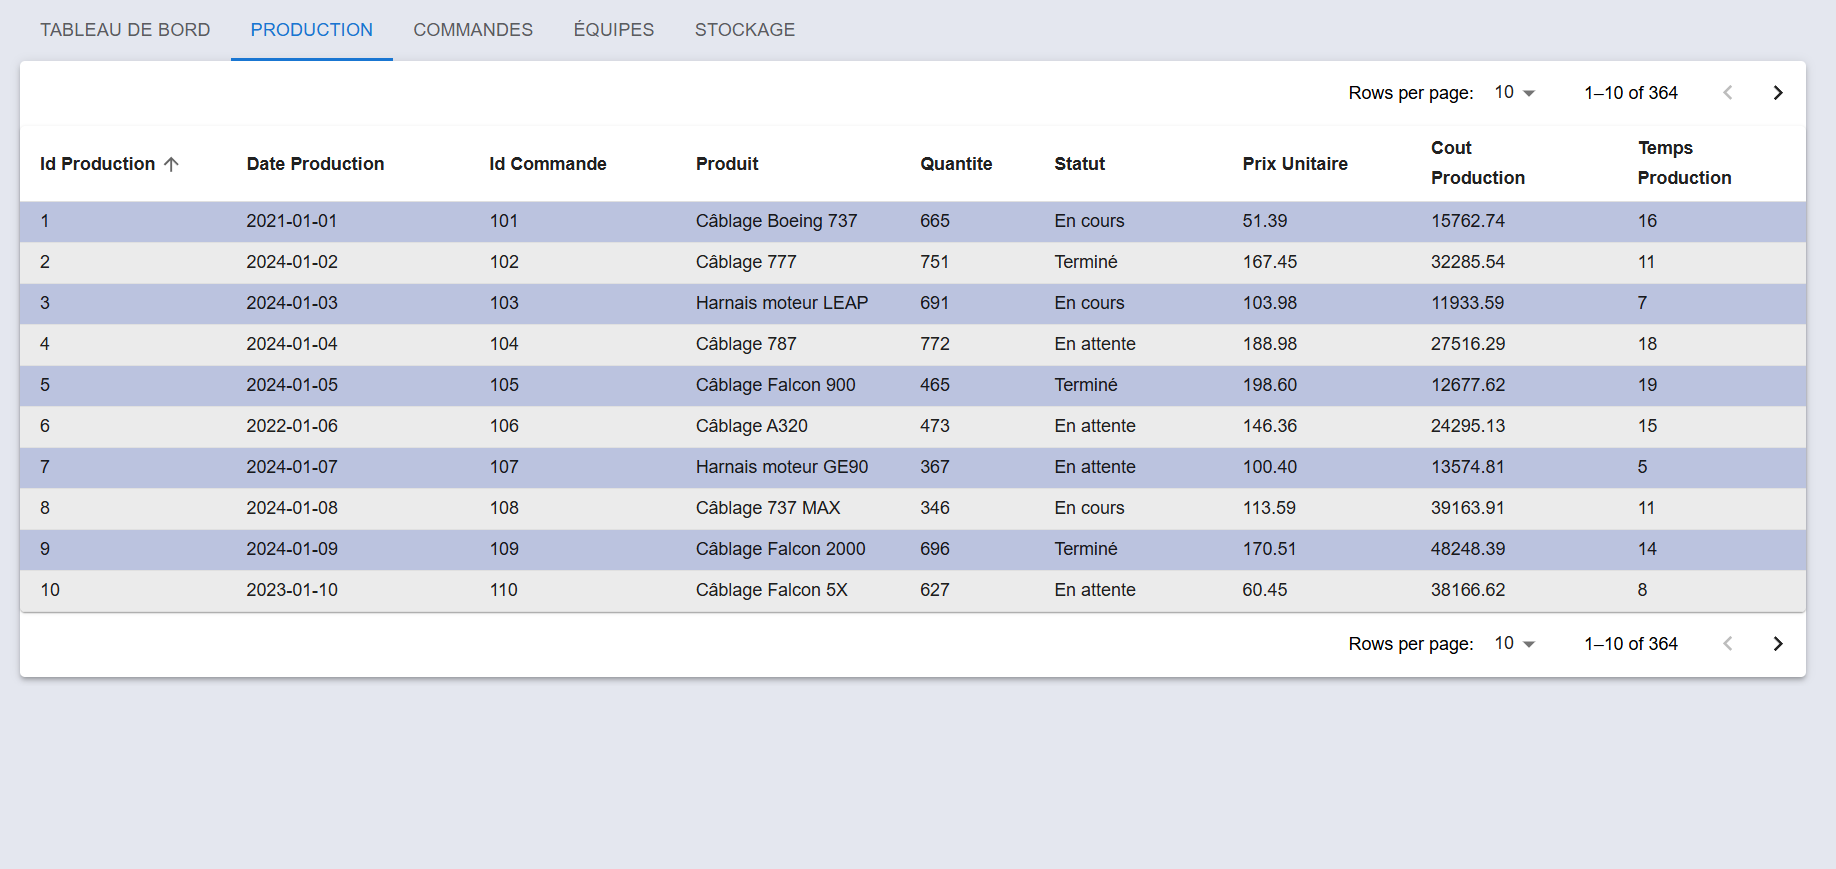 TABLEAU DE BORD PRODUCTION COMMANDES ÉQUIPES STOCKAGE
Rows per page: 10 1–10 of 364
Id Production Date Production Id Commande Produit Quantite Statut Prix Unitaire Cout Production Temps Production
1 2021-01-01 101 Câblage Boeing 737 665 En cours 51.39 15762.74 16
2 2024-01-02 102 Câblage 777 751 Terminé 167.45 32285.54 11
3 2024-01-03 103 Harnais moteur LEAP 691 En cours 103.98 11933.59 7
4 2024-01-04 104 Câblage 787 772 En attente 188.98 27516.29 18
5 2024-01-05 105 Câblage Falcon 900 465 Terminé 198.60 12677.62 19
6 2022-01-06 106 Câblage A320 473 En attente 146.36 24295.13 15
7 2024-01-07 107 Harnais moteur GE90 367 En attente 100.40 13574.81 5
8 2024-01-08 108 Câblage 737 MAX 346 En cours 113.59 39163.91 11
9 2024-01-09 109 Câblage Falcon 2000 696 Terminé 170.51 48248.39 14
10 2023-01-10 110 Câblage Falcon 5X 627 En attente 60.45 38166.62 8
Rows per page: 10 1–10 of 364